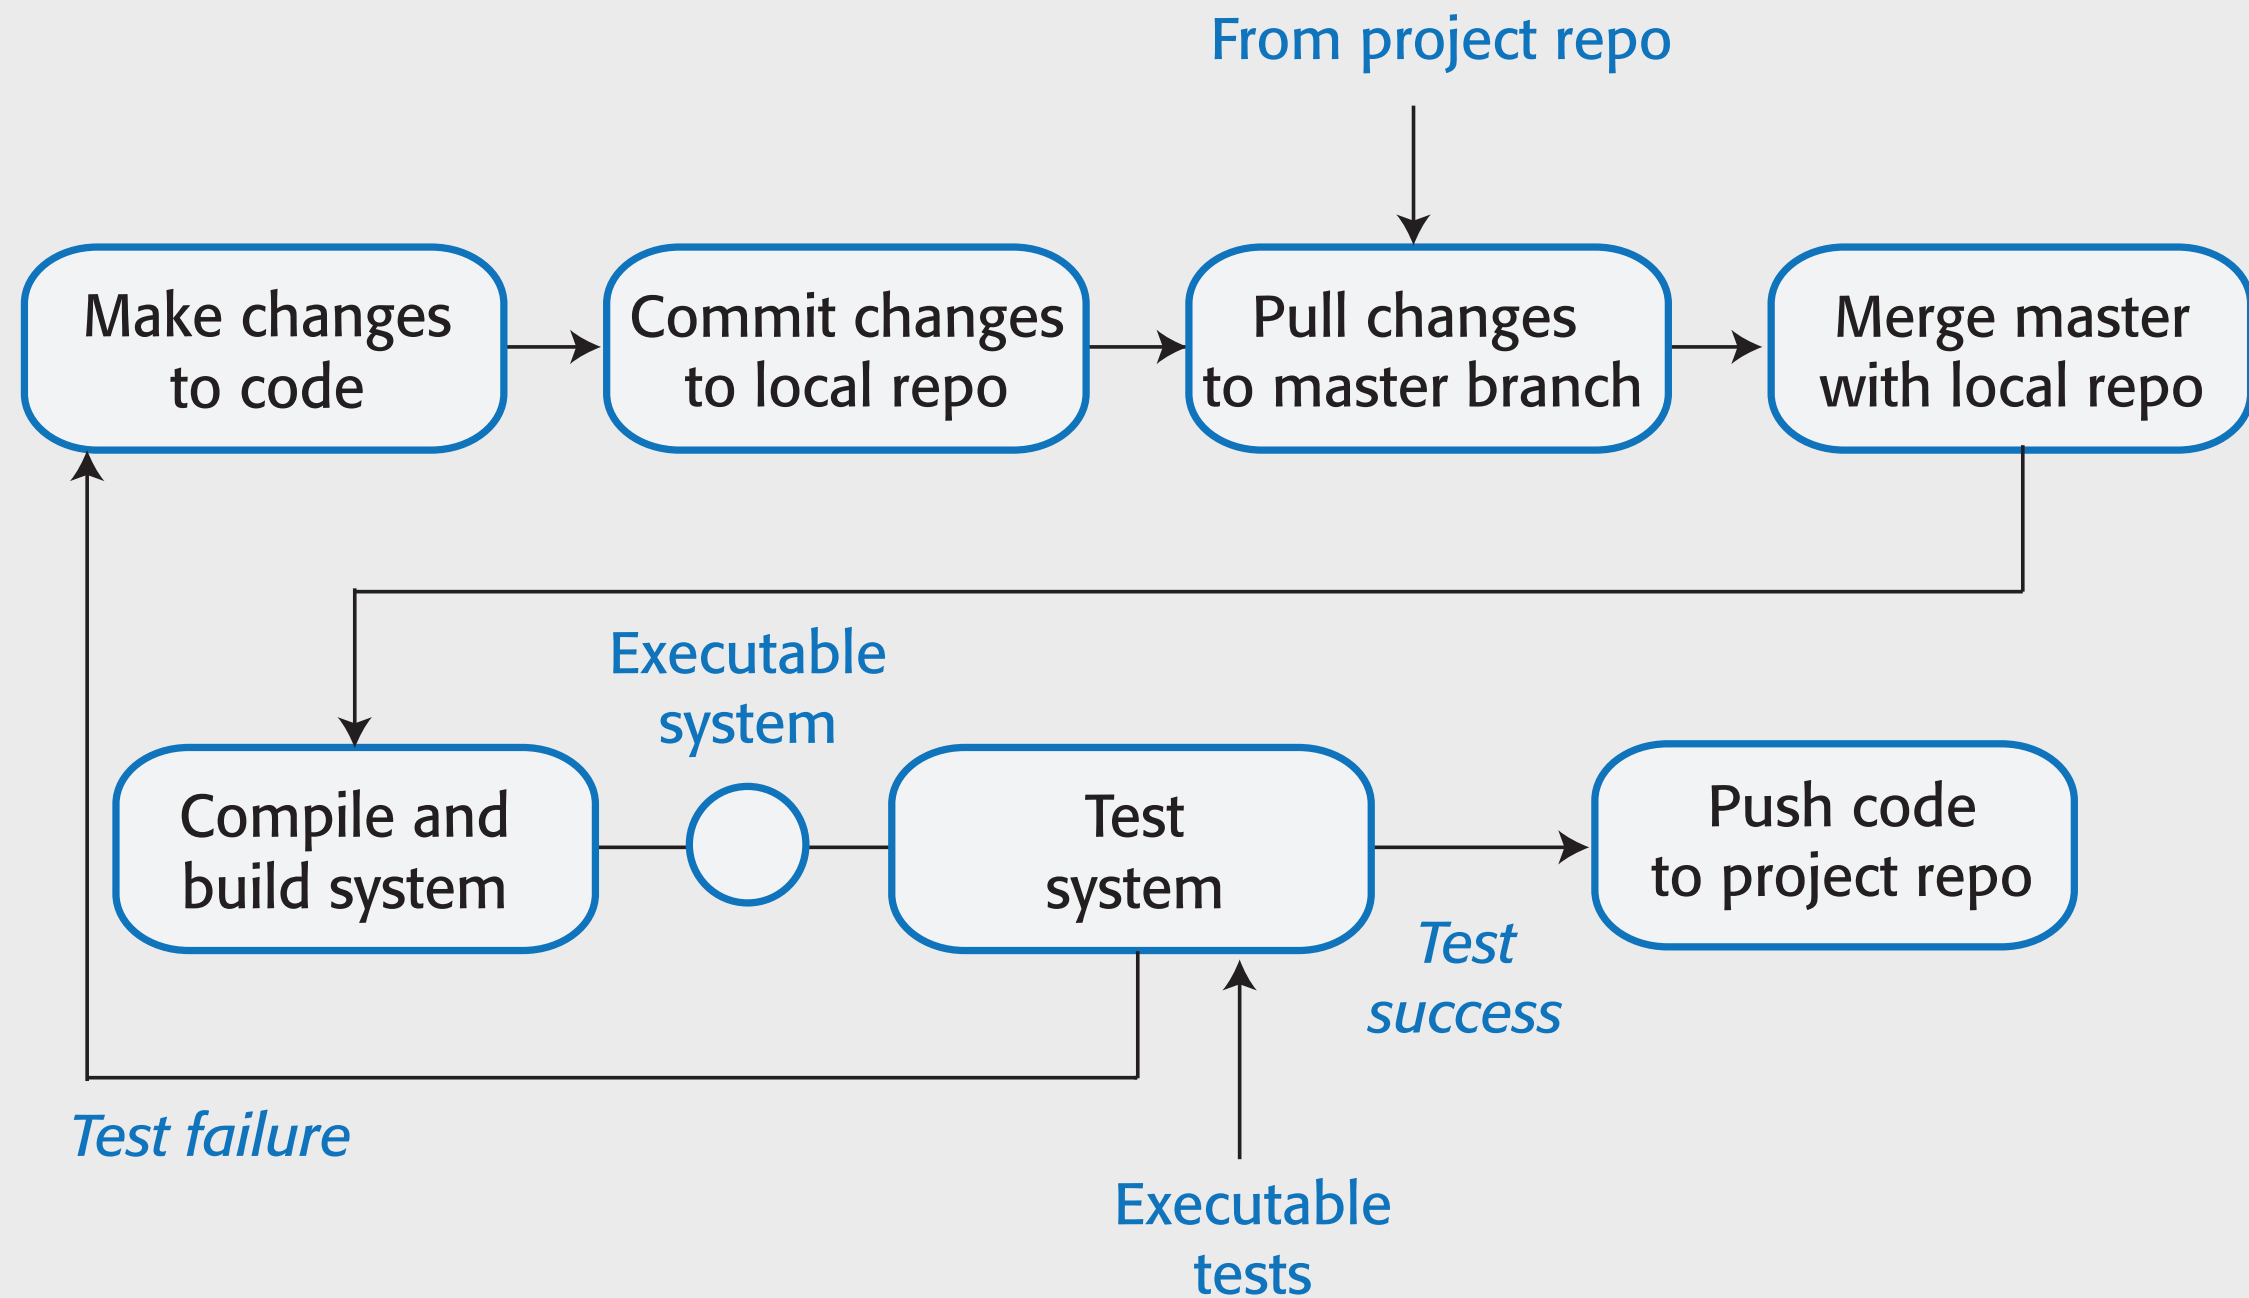 From project repo
Make changes
to code
Commit changes
to local repo
Pull changes
to master branch
Merge master
with local repo
Executable
system
Compile and
build system
Test
system
Push code
to project repo
Test
success
Test failure
Executable
tests